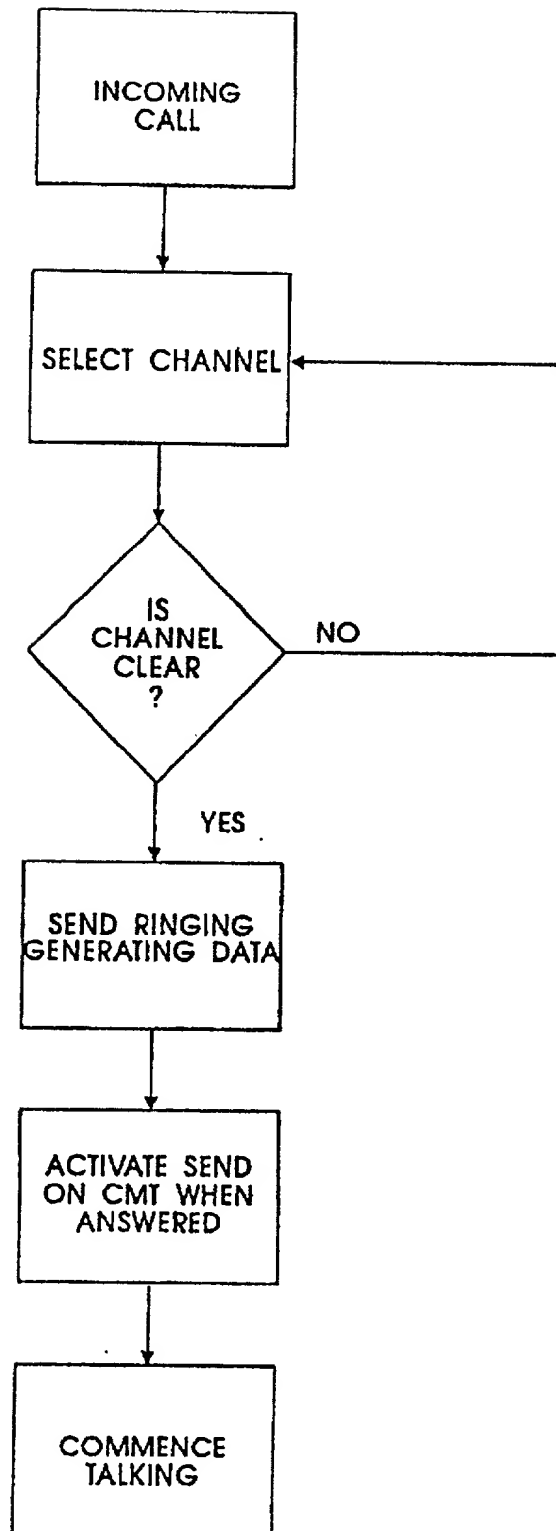 INCOMING
CALL
SELECT CHANNEL
IS
CHANNEL
CLEAR
?
NO
YES
SEND RINGING
GENERATING DATA
ACTIVATE SEND
ON CMT WHEN
ANSWERED
COMMENCE
TALKING